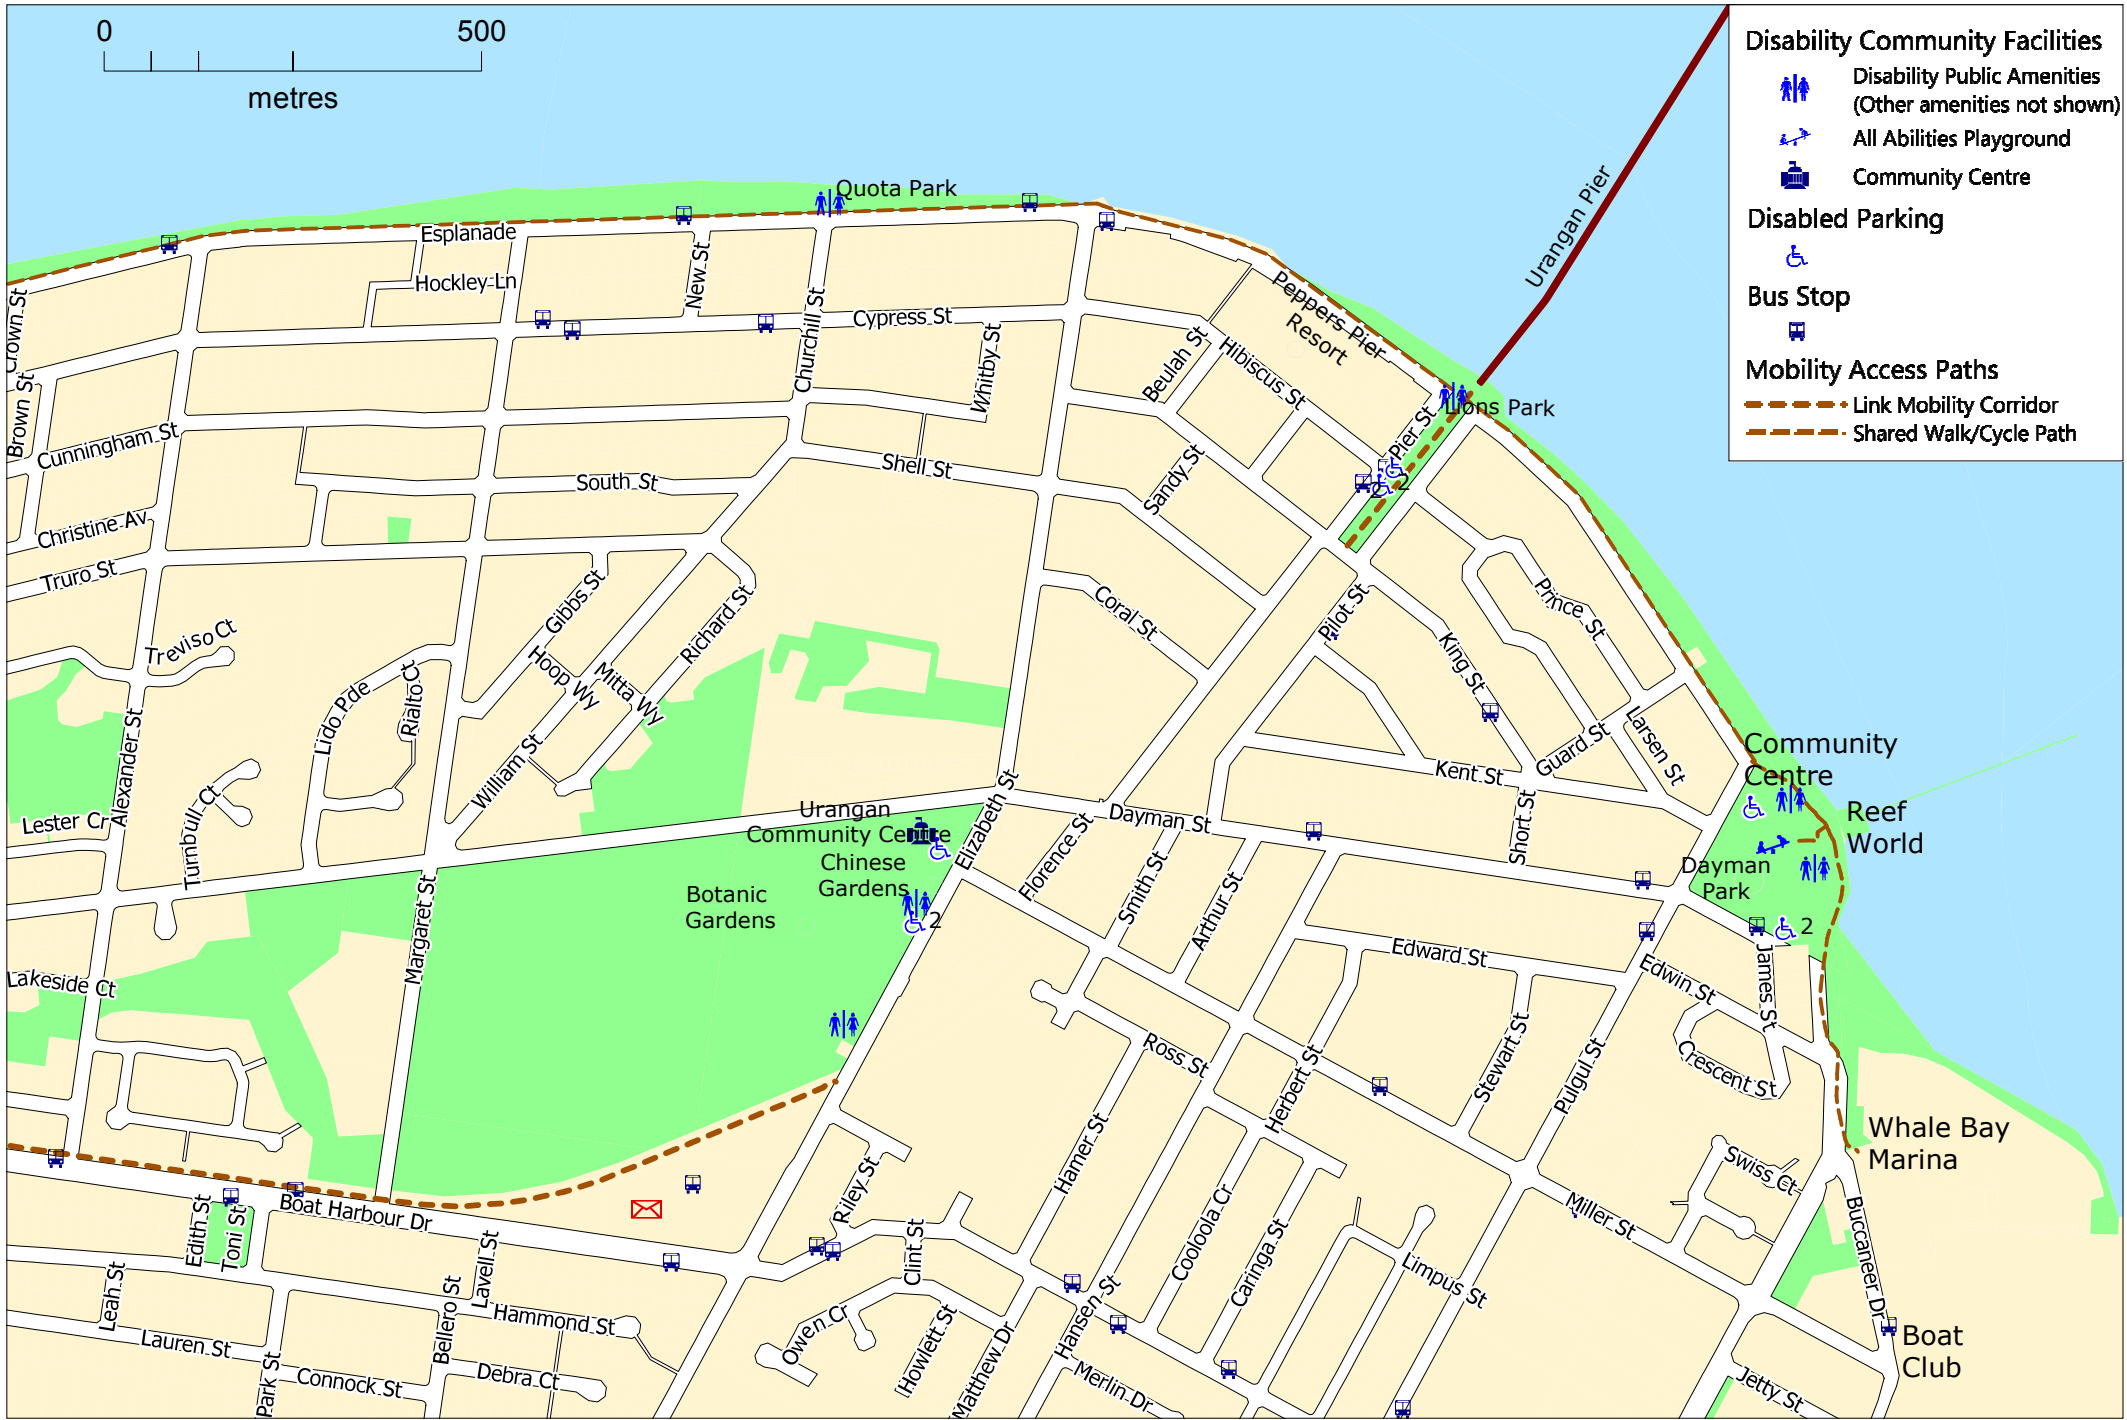 0 500
metres
Disability Community Facilities
Disability Public Amenities
(Other amenities not shown)
All Abilities Playground
Community Centre
Disabled Parking
Bus Stop
Mobility Access Paths
Link Mobility Corridor
Shared Walk/Cycle Path
Urangan Pier
Quota Park
Esplanade
Hockley Ln
New St
Churchill St
Cypress St
Whitby St
Crown St
Brown St
Cunningham St
Christine Av
Truro St
South St
Shell St
Beulah St
Hibiscus St
Peppers Pier
Resort
Lions Park
Pier St
2
2
Sandy St
Coral St
Pilot St
King St
Prince St
Guard St
Larsen St
Kent St
Short St
Treviso Ct
Lido Pde
Rialto Ct
Gibbs St
Hoop Wy
Mitta Wy
Richard St
William St
Alexander St
Turnbull Ct
Lester Cr
Lakeside Ct
Margaret St
Urangan
Community Centre
Chinese
Gardens
Botanic
Gardens
2
Elizabeth St
Florence St
Dayman St
Smith St
Arthur St
Edward St
Community
Centre
Reef
World
Dayman
Park
2
James St
Edwin St
Crescent St
Stewart St
Pulgul St
Herbert St
Ross St
Hamer St
Whale Bay
Marina
Swiss Ct
Miller St
Buccaneer Dr
Boat
Club
Jetty St
Limpus St
Caringa St
Cooloola Cr
Hansen St
Merlin Dr
Matthew Dr
Howlett St
Owen Cr
Clint St
Riley St
Boat Harbour Dr
Edith St
Toni St
Lavell St
Hammond St
Bellero St
Debra Ct
Connock St
Park St
Lauren St
Leah St